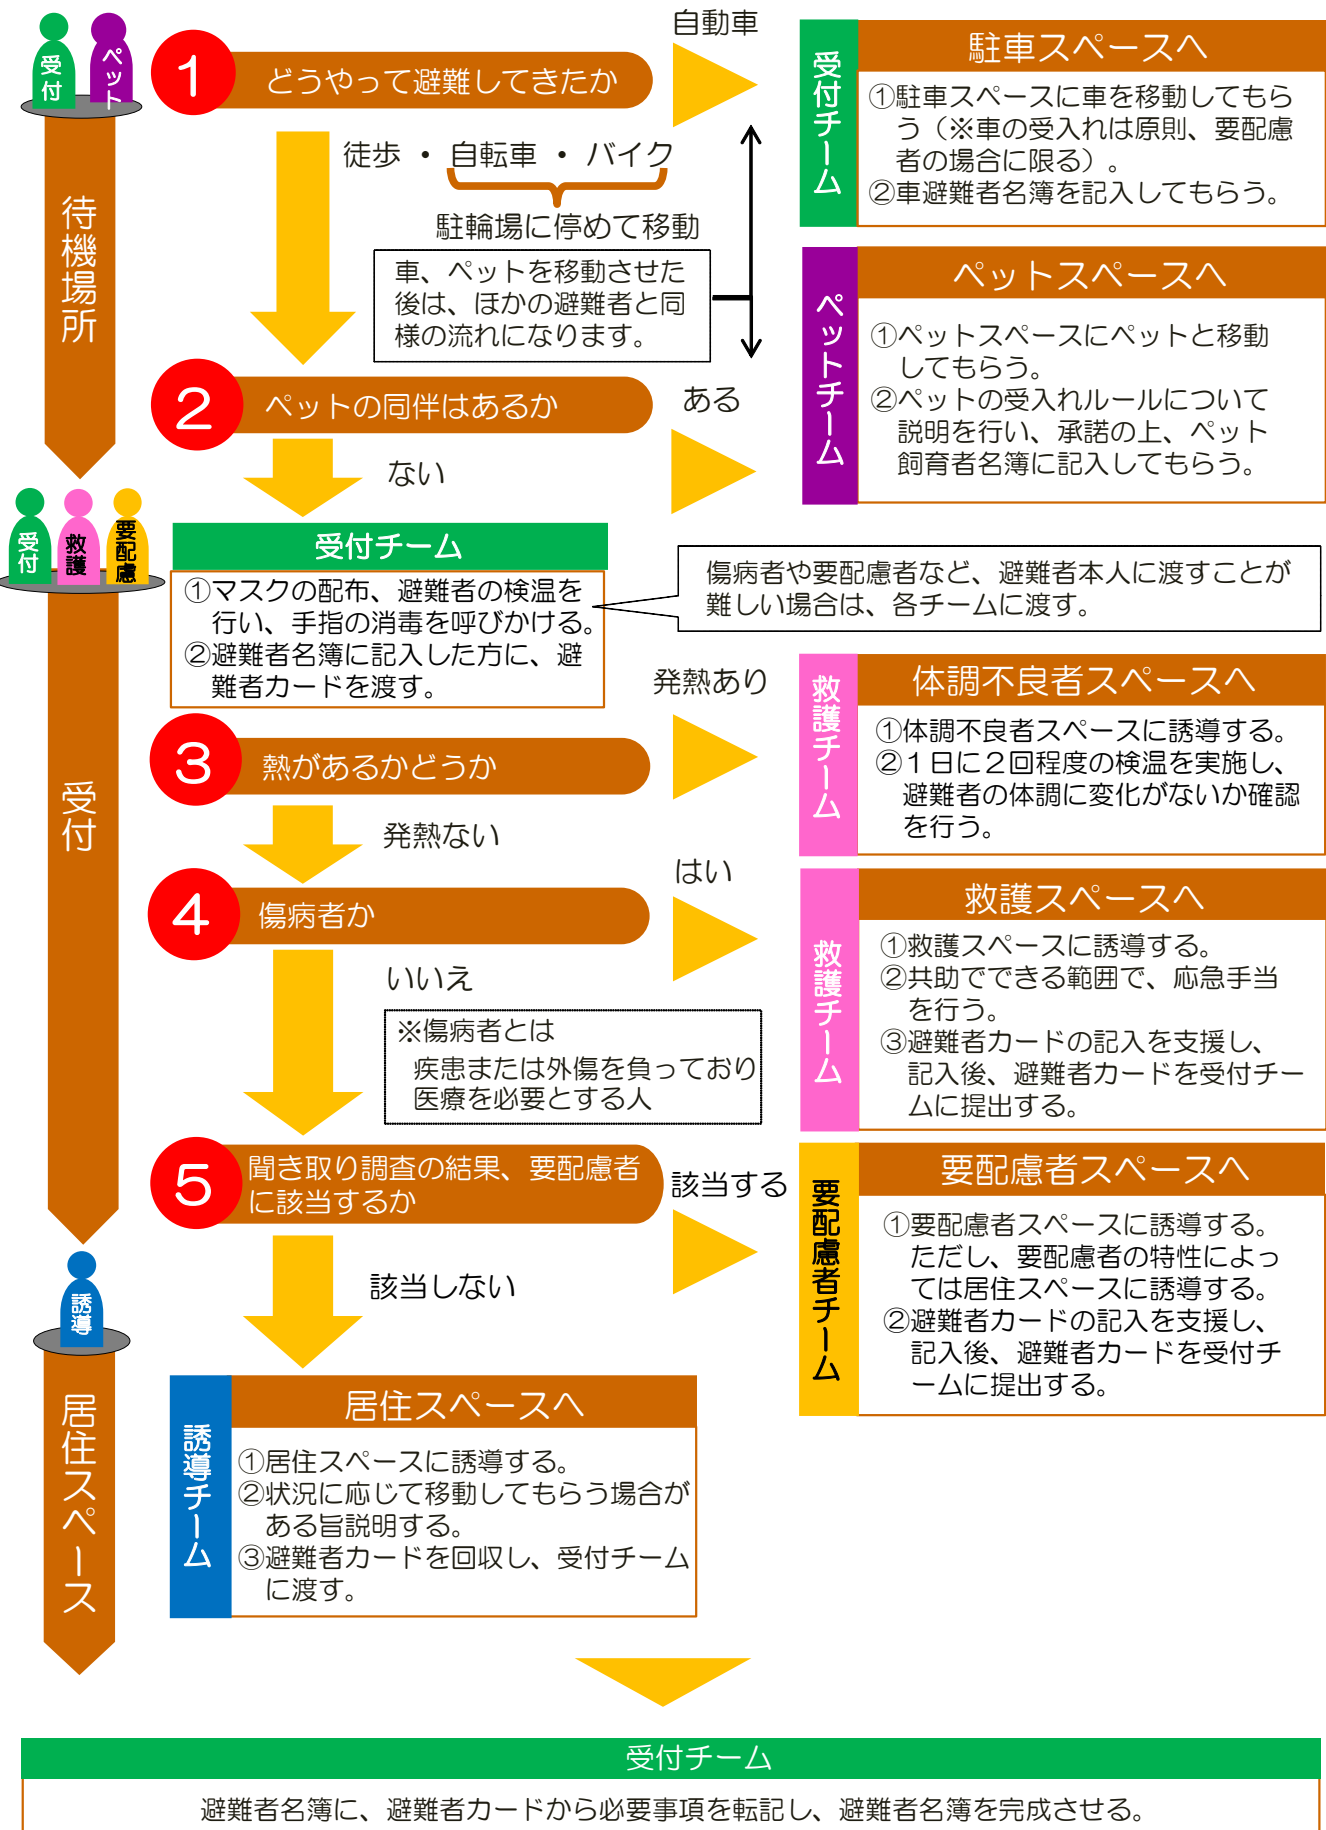 受付
ペット
待機場所
1
どうやって避難してきたか
自動車
徒歩 ・ 自転車 ・ バイク
駐輪場に停めて移動
車、ペットを移動させた
後は、ほかの避難者と同
様の流れになります。
受付チーム
駐車スペースへ
①駐車スペースに車を移動してもら
う（※車の受入れは原則、要配慮
者の場合に限る）。
②車避難者名簿を記入してもらう。
2
ペットの同伴はあるか
ある
ない
ペットチーム
ペットスペースへ
①ペットスペースにペットと移動
してもらう。
②ペットの受入れルールについて
説明を行い、承諾の上、ペット
飼育者名簿に記入してもらう。
受付
救護
要配慮
受付
受付チーム
①マスクの配布、避難者の検温を
行い、手指の消毒を呼びかける。
②避難者名簿に記入した方に、避
難者カードを渡す。
傷病者や要配慮者など、避難者本人に渡すことが
難しい場合は、各チームに渡す。
3
熱があるかどうか
発熱あり
発熱ない
救護チーム
体調不良者スペースへ
①体調不良者スペースに誘導する。
②１日に２回程度の検温を実施し、
避難者の体調に変化がないか確認
を行う。
4
傷病者か
はい
いいえ
※傷病者とは
疾患または外傷を負っており
医療を必要とする人
救護チーム
救護スペースへ
①救護スペースに誘導する。
②共助でできる範囲で、応急手当
を行う。
③避難者カードの記入を支援し、
記入後、避難者カードを受付チー
ムに提出する。
5
聞き取り調査の結果、要配慮者
に該当するか
該当する
該当しない
要配慮者チーム
要配慮者スペースへ
①要配慮者スペースに誘導する。
ただし、要配慮者の特性によっ
ては居住スペースに誘導する。
②避難者カードの記入を支援し、
記入後、避難者カードを受付チ
ームに提出する。
誘導
居住スペース
誘導チーム
居住スペースへ
①居住スペースに誘導する。
②状況に応じて移動してもらう場合が
ある旨説明する。
③避難者カードを回収し、受付チーム
に渡す。
受付チーム
避難者名簿に、避難者カードから必要事項を転記し、避難者名簿を完成させる。